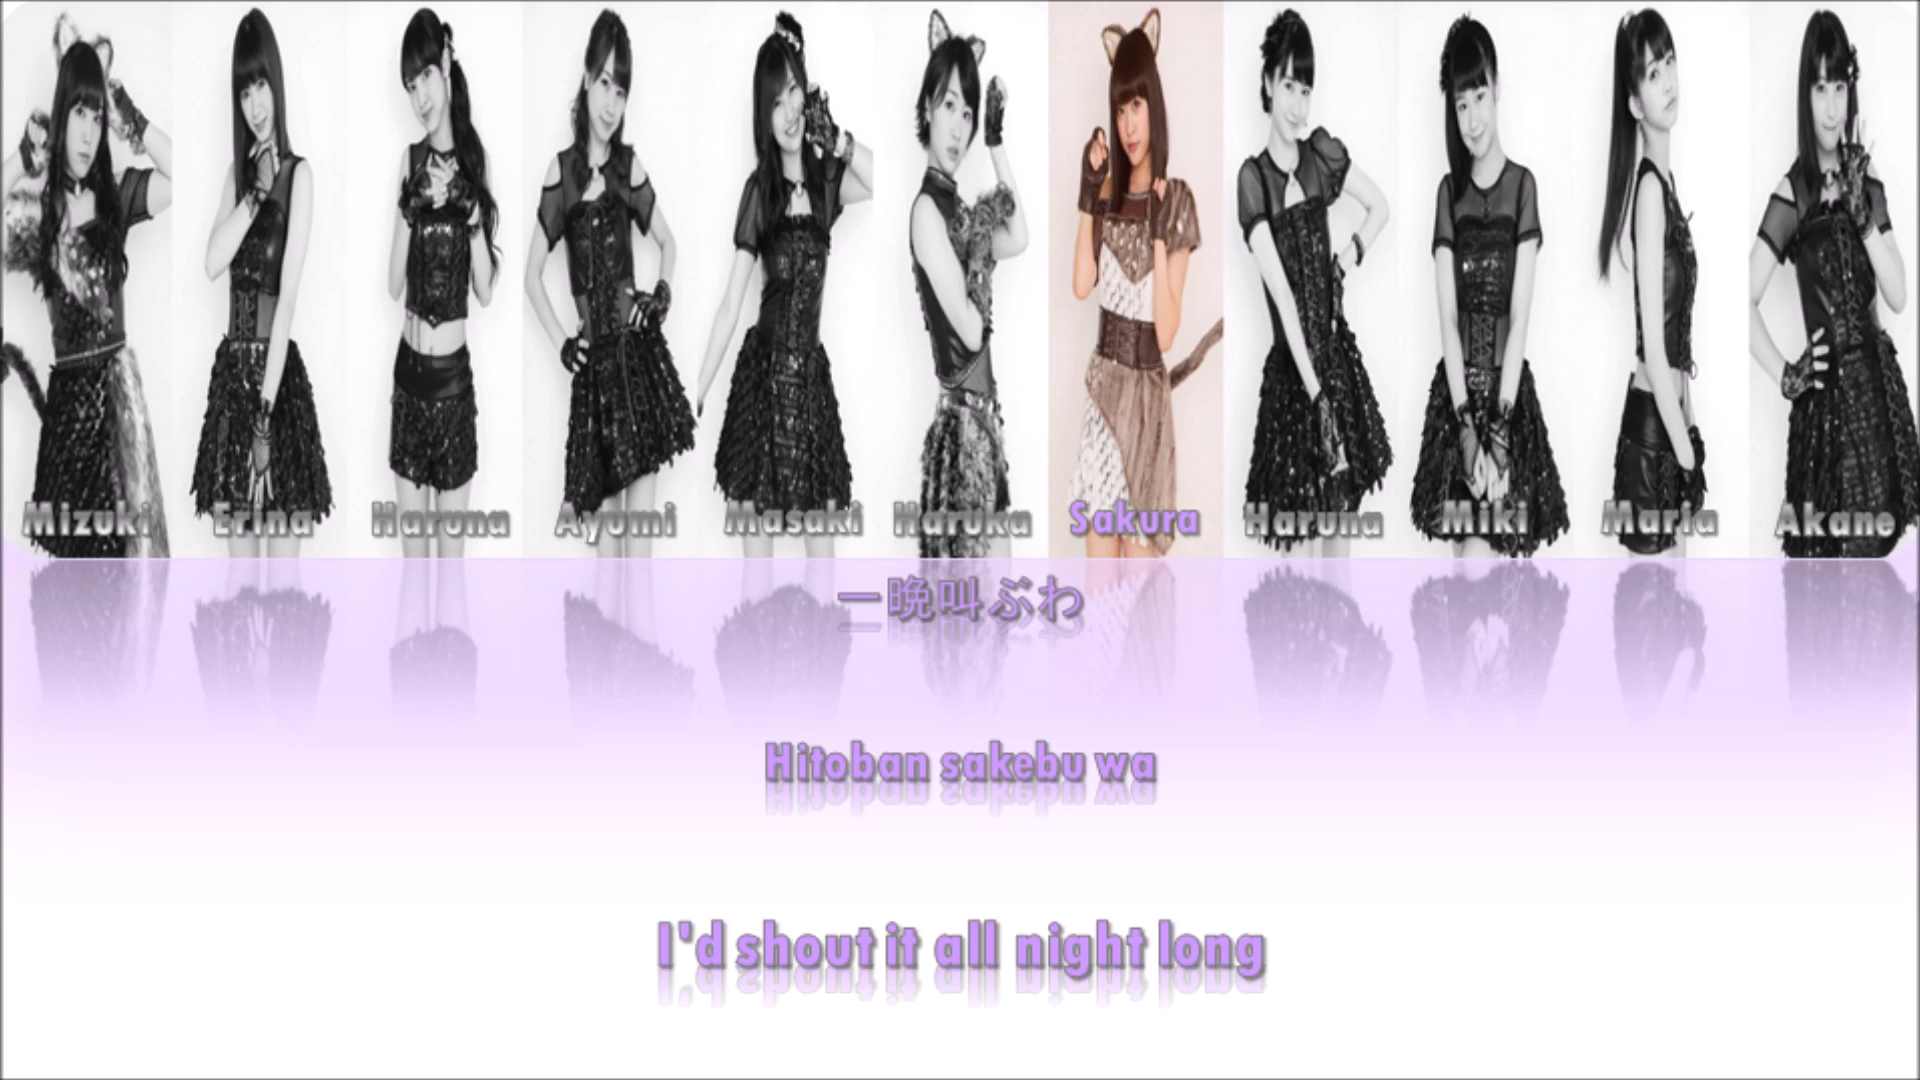 Mizuki Erina Haruna Ayumi Masaki Haruka Sakura Haruna Miki Maria Akane
一晩叫ぶわ
Hitoban sakebu wa
I'd shout it all night long